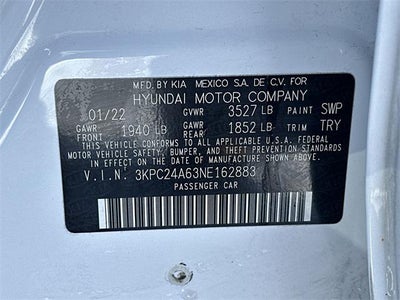 MFD.BY KIA MEXICO S.A. DE C.V. FOR
HYUNDAI MOTOR COMPANY
01/22 GVWR 3527 LB PAINT SWP
GAWR FRONT 1940 LB GAWR REAR 1852 LB TRIM TRY
THIS VEHICLE CONFORMS TO ALL APPLICABLE U.S.A. FEDERAL
MOTOR VEHICLE SAFETY, BUMPER, AND THEFT PREVENTION STANDARDS
IN EFFECT ON THE DATE OF MANUFACTURE SHOWN ABOVE.
V.I.N. 3KPC24A63NE162883
PASSENGER CAR